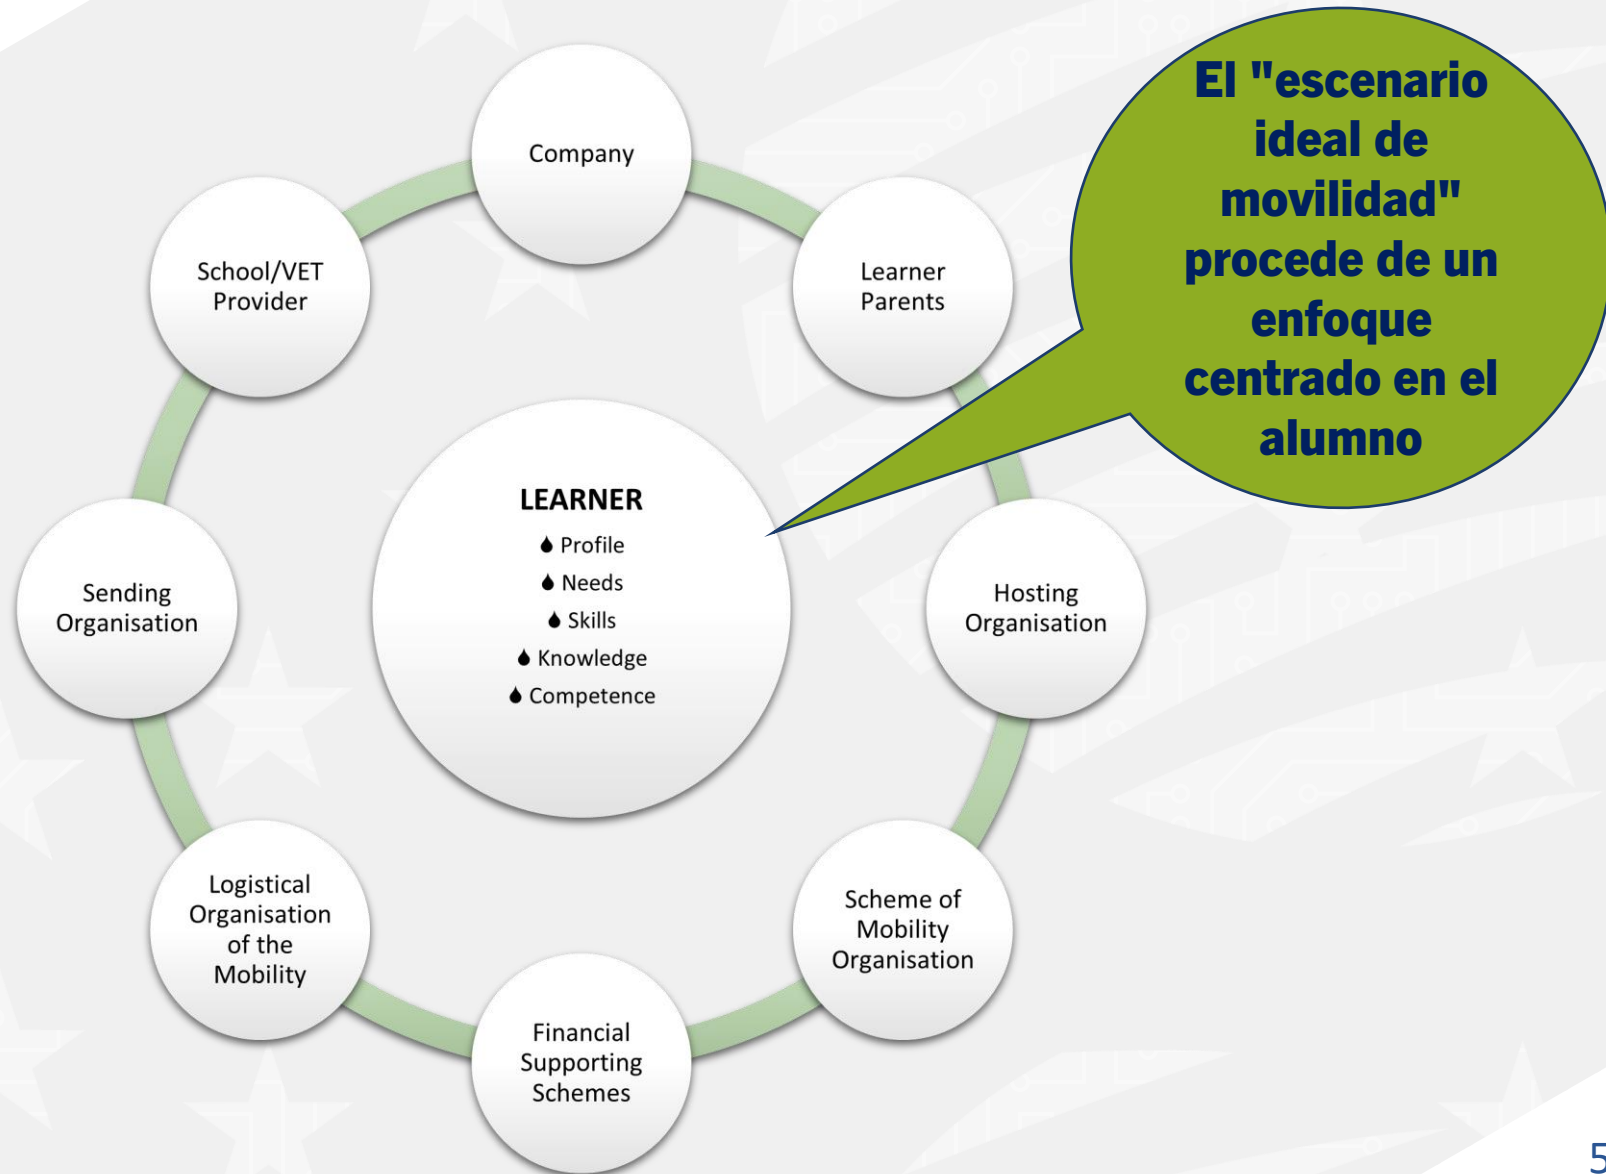 El "escenario
ideal de
movilidad"
procede de un
enfoque
centrado en el
alumno
Company
Learner
Parents
School/VET
Provider
LEARNER
Profile
Needs
Skills
Knowledge
Competence
Sending
Organisation
Hosting
Organisation
Logistical
Organisation
of the
Mobility
Scheme of
Mobility
Organisation
Financial
Supporting
Schemes
5